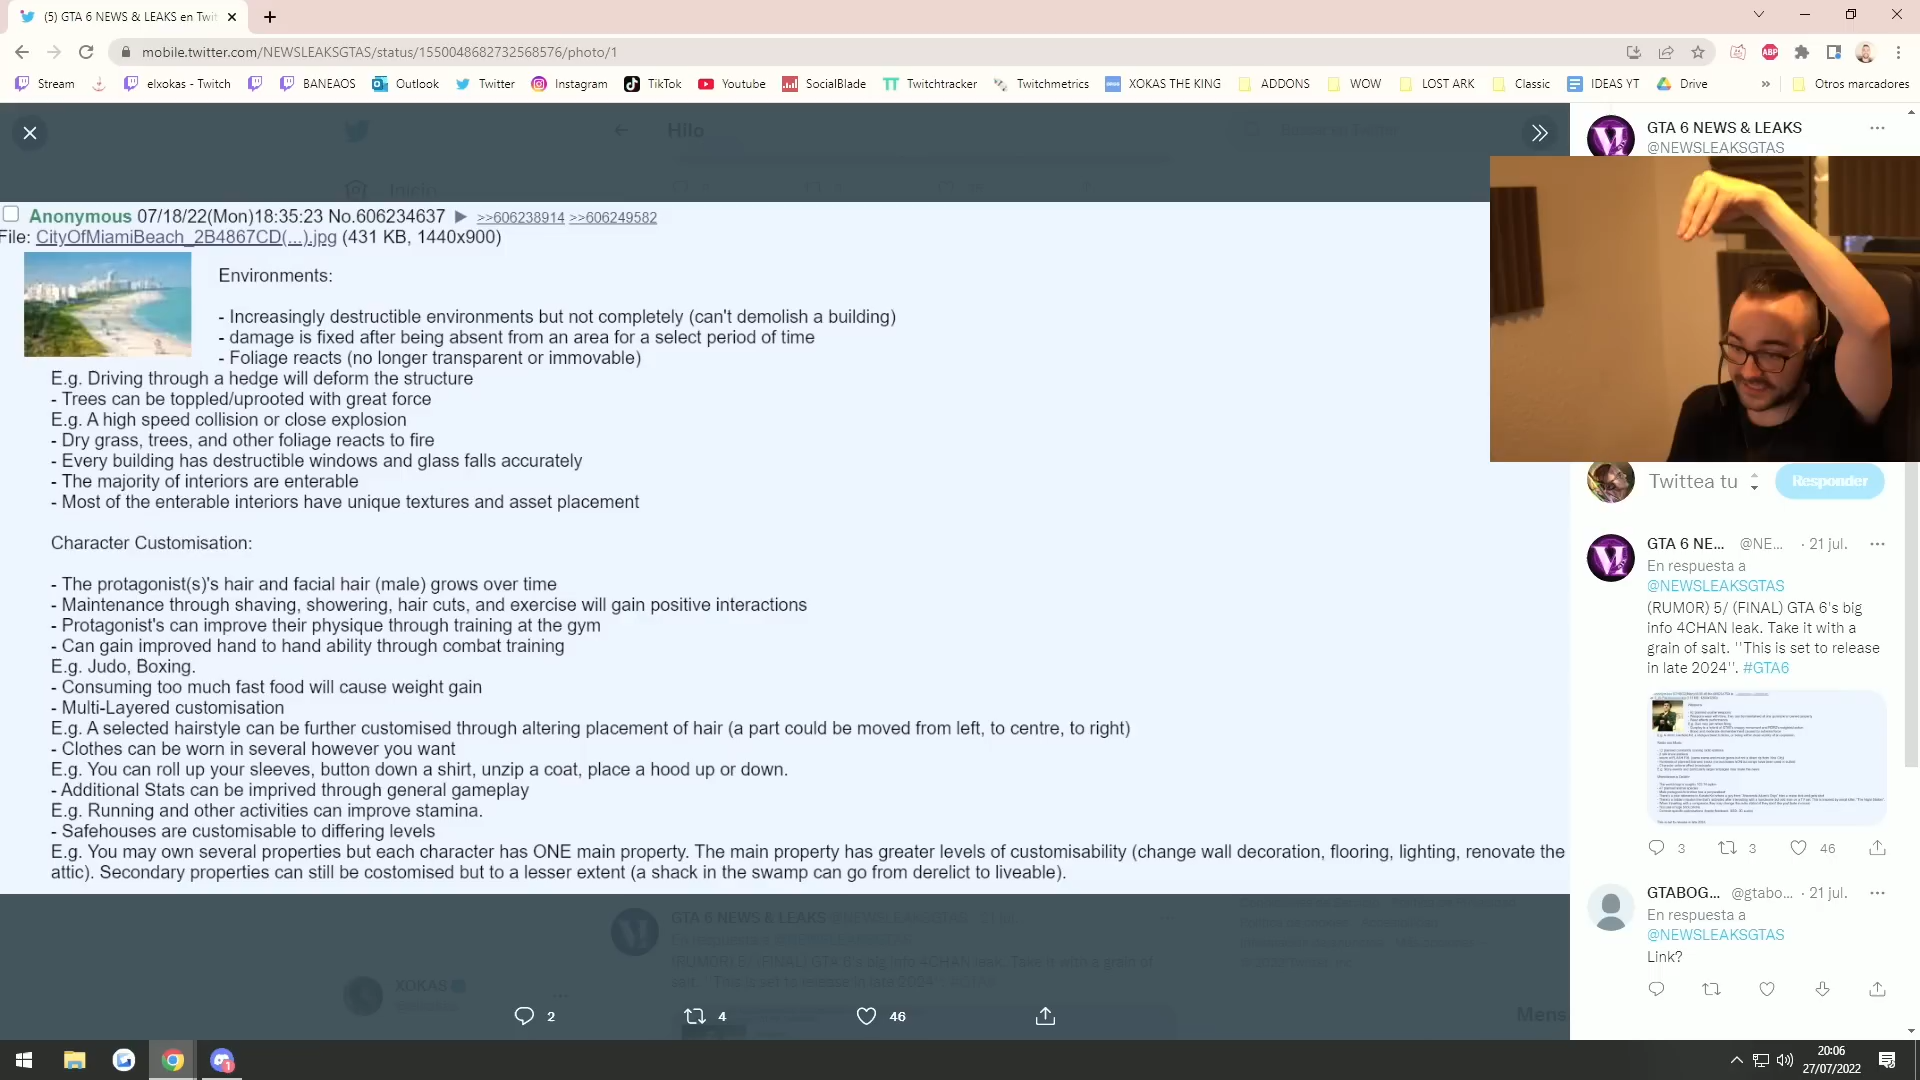 (5) GTA 6 NEWS & LEAKS en Twit
mobile.twitter.com/NEWSLEAKSGTAS/status/1550048682732568576/photo/1
ABP
Stream
elxokas - Twitch
BANEAOS
Outlook
Twitter
Instagram
TikTok
Youtube
SocialBlade
Twitchtracker
Twitchmetrics
XOKAS THE KING
ADDONS
WOW
LOST ARK
Classic
IDEAS YT
Drive
Otros marcadores
Hilo
Inicio
Anonymous 07/18/22(Mon)18:35:23 No.606234637 ▶ >>606238914 >>606249582
File: CityOfMiamiBeach_2B4867CD(...).jpg (431 KB, 1440x900)
Environments:
- Increasingly destructible environments but not completely (can't demolish a building)
- damage is fixed after being absent from an area for a select period of time
- Foliage reacts (no longer transparent or immovable)
E.g. Driving through a hedge will deform the structure
- Trees can be toppled/uprooted with great force
E.g. A high speed collision or close explosion
- Dry grass, trees, and other foliage reacts to fire
- Every building has destructible windows and glass falls accurately
- The majority of interiors are enterable
- Most of the enterable interiors have unique textures and asset placement
Character Customisation:
- The protagonist(s)'s hair and facial hair (male) grows over time
- Maintenance through shaving, showering, hair cuts, and exercise will gain positive interactions
- Protagonist's can improve their physique through training at the gym
- Can gain improved hand to hand ability through combat training
E.g. Judo, Boxing.
- Consuming too much fast food will cause weight gain
- Multi-Layered customisation
E.g. A selected hairstyle can be further customised through altering placement of hair (a part could be moved from left, to centre, to right)
- Clothes can be worn in several however you want
E.g. You can roll up your sleeves, button down a shirt, unzip a coat, place a hood up or down.
- Additional Stats can be imprived through general gameplay
E.g. Running and other activities can improve stamina.
- Safehouses are customisable to differing levels
E.g. You may own several properties but each character has ONE main property. The main property has greater levels of customisability (change wall decoration, flooring, lighting, renovate the
attic). Secondary properties can still be costomised but to a lesser extent (a shack in the swamp can go from derelict to liveable).
GTA 6 NEWS & LEAKS
XOKAS
2
4
46
Mens
GTA 6 NEWS & LEAKS
@NEWSLEAKSGTAS
Twittea tu
Responder
GTA 6 NE... @NE... · 21 jul.
En respuesta a
@NEWSLEAKSGTAS
(RUMOR) 5/ (FINAL) GTA 6's big
info 4CHAN leak. Take it with a
grain of salt. ''This is set to release
in late 2024''. #GTA6
3
3
46
GTABOG... @gtabo... · 21 jul.
En respuesta a
@NEWSLEAKSGTAS
Link?
1
20:06
27/07/2022